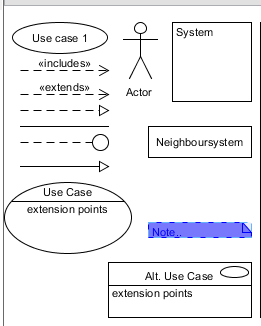 Use case 1
System
«includes»
«extends»
Actor
Neighboursystem
Use Case
extension points
Note..
Alt. Use Case
extension points